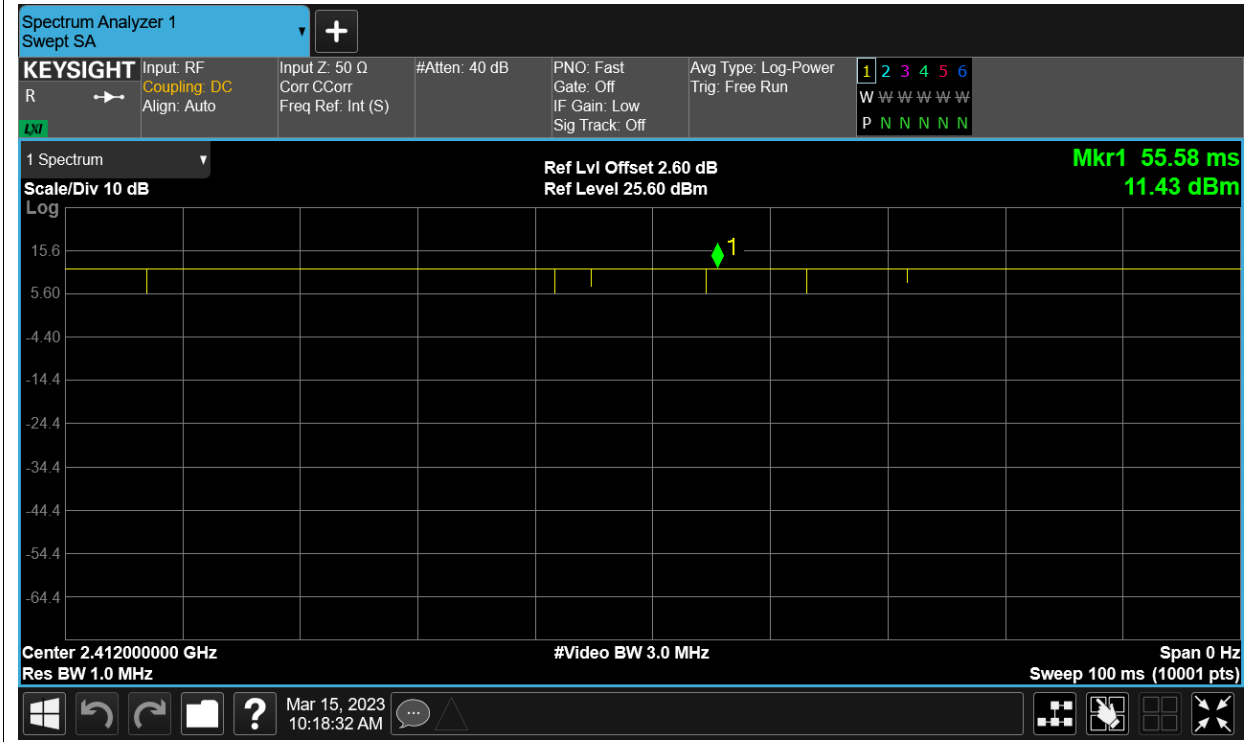 Spectrum Analyzer 1
Swept SA
KEYSIGHT
R
LXI
Input: RF
Coupling: DC
Align: Auto
Input Z: 50 Ω
Corr CCorr
Freq Ref: Int (S)
#Atten: 40 dB
PNO: Fast
Gate: Off
IF Gain: Low
Sig Track: Off
Avg Type: Log-Power
Trig: Free Run
1 2 3 4 5 6
W W W W W W
P N N N N N
1 Spectrum
Scale/Div 10 dB
Log
Ref Lvl Offset 2.60 dB
Ref Level 25.60 dBm
Mkr1 55.58 ms
11.43 dBm
1
15.6
5.60
-4.40
-14.4
-24.4
-34.4
-44.4
-54.4
-64.4
Center 2.412000000 GHz
#Video BW 3.0 MHz
Span 0 Hz
Res BW 1.0 MHz
Sweep 100 ms (10001 pts)
?
Mar 15, 2023
10:18:32 AM